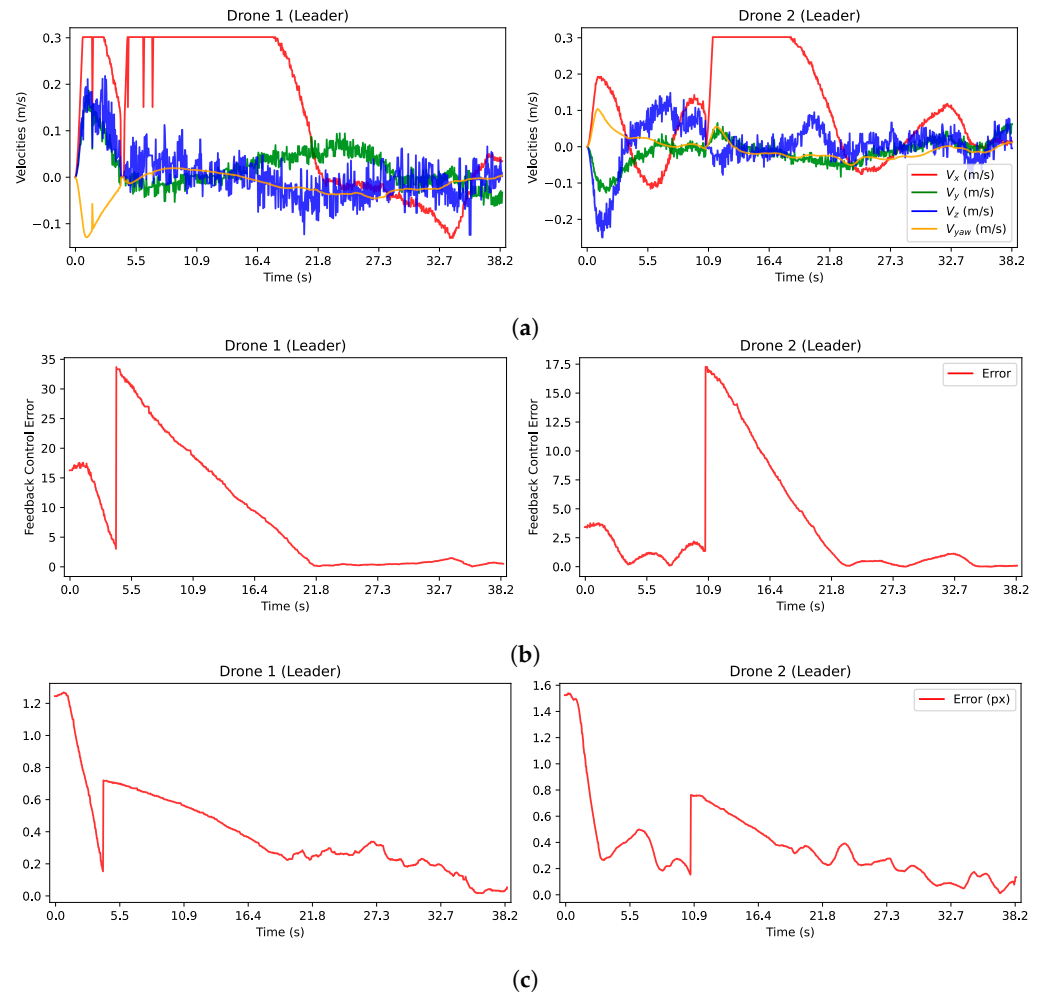 Drone 1 (Leader)
Drone 2 (Leader)
Velocities (m/s)
0.3
0.2
0.1
0.0
−0.1
0.0 5.5 10.9 16.4 21.8 27.3 32.7 38.2
Time (s)
Velocities (m/s)
0.3
0.2
0.1
0.0
−0.1
−0.2
Vx (m/s)
Vy (m/s)
Vz (m/s)
Vyaw (m/s)
0.0 5.5 10.9 16.4 21.8 27.3 32.7 38.2
Time (s)
(a)
Drone 1 (Leader)
Drone 2 (Leader)
Feedback Control Error
35
30
25
20
15
10
5
0
0.0 5.5 10.9 16.4 21.8 27.3 32.7 38.2
Time (s)
Feedback Control Error
17.5
15.0
12.5
10.0
7.5
5.0
2.5
0.0
Error
0.0 5.5 10.9 16.4 21.8 27.3 32.7 38.2
Time (s)
(b)
Drone 1 (Leader)
Drone 2 (Leader)
1.2
1.0
0.8
0.6
0.4
0.2
0.0
0.0 5.5 10.9 16.4 21.8 27.3 32.7 38.2
Time (s)
1.6
1.4
1.2
1.0
0.8
0.6
0.4
0.2
0.0
Error (px)
0.0 5.5 10.9 16.4 21.8 27.3 32.7 38.2
Time (s)
(c)